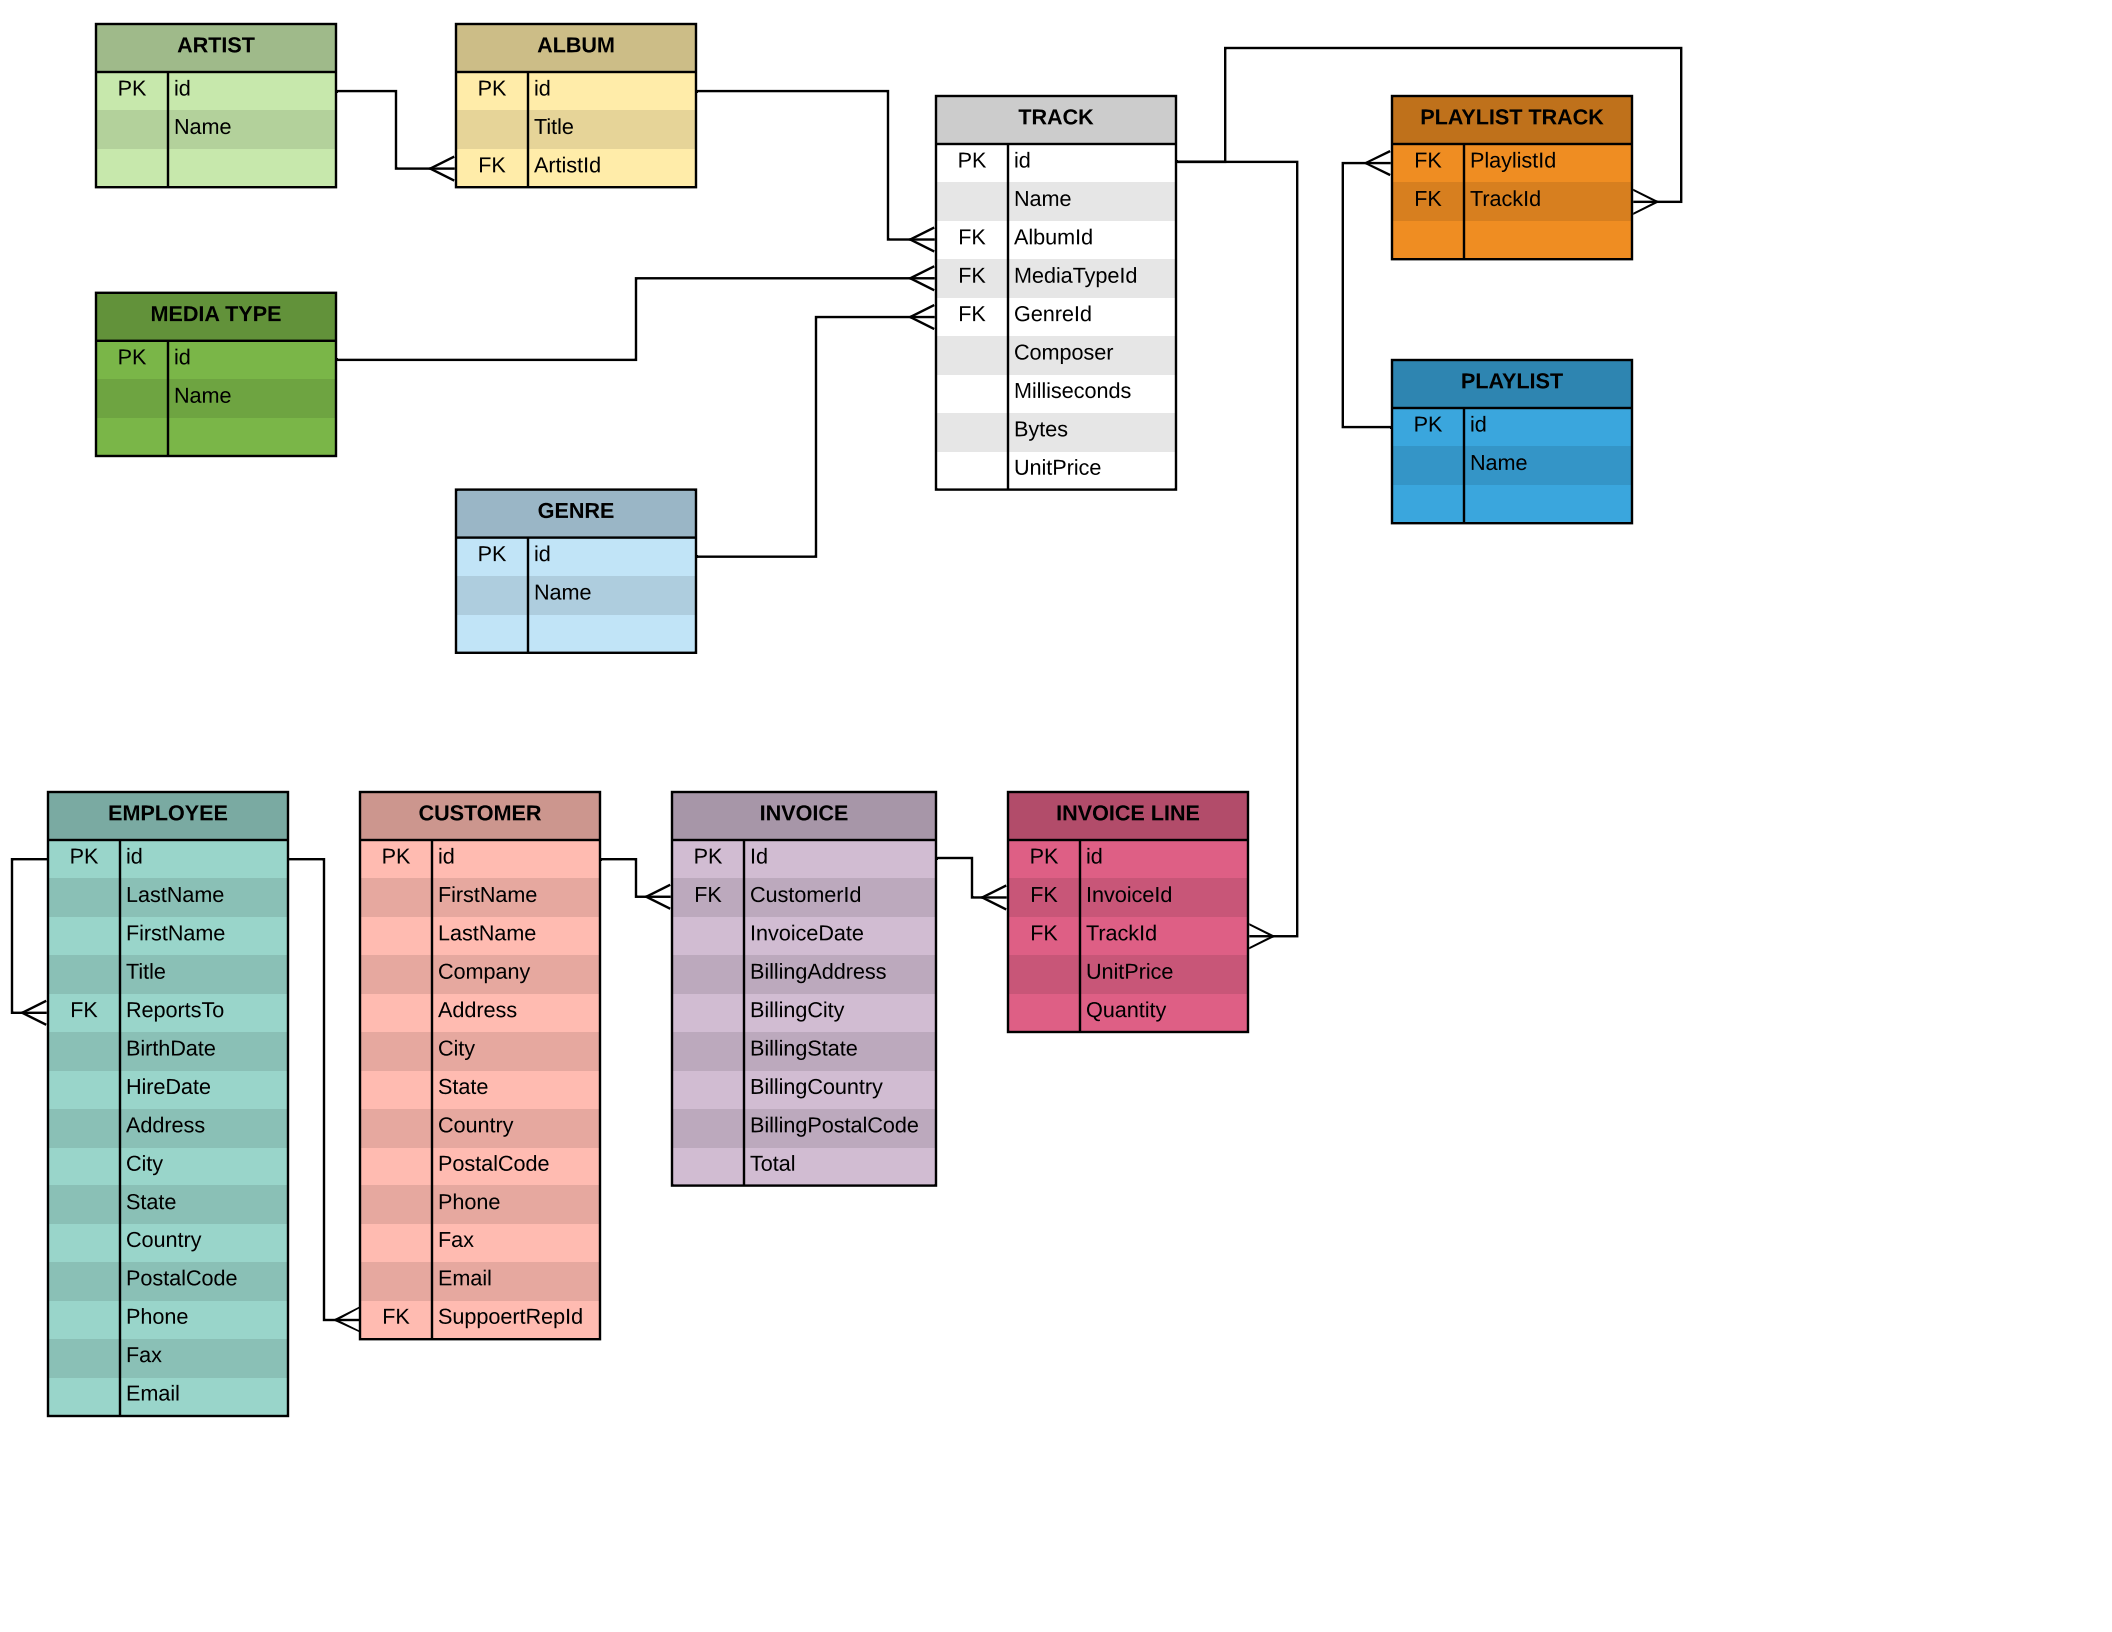 ARTIST
PK id
Name
ALBUM
PK id
Title
FK ArtistId
TRACK
PK id
Name
FK AlbumId
FK MediaTypeId
FK GenreId
Composer
Milliseconds
Bytes
UnitPrice
PLAYLIST TRACK
FK PlaylistId
FK TrackId
MEDIA TYPE
PK id
Name
PLAYLIST
PK id
Name
GENRE
PK id
Name
EMPLOYEE
PK id
LastName
FirstName
Title
FK ReportsTo
BirthDate
HireDate
Address
City
State
Country
PostalCode
Phone
Fax
Email
CUSTOMER
PK id
FirstName
LastName
Company
Address
City
State
Country
PostalCode
Phone
Fax
Email
FK SuppoertRepId
INVOICE
PK Id
FK CustomerId
InvoiceDate
BillingAddress
BillingCity
BillingState
BillingCountry
BillingPostalCode
Total
INVOICE LINE
PK id
FK InvoiceId
FK TrackId
UnitPrice
Quantity